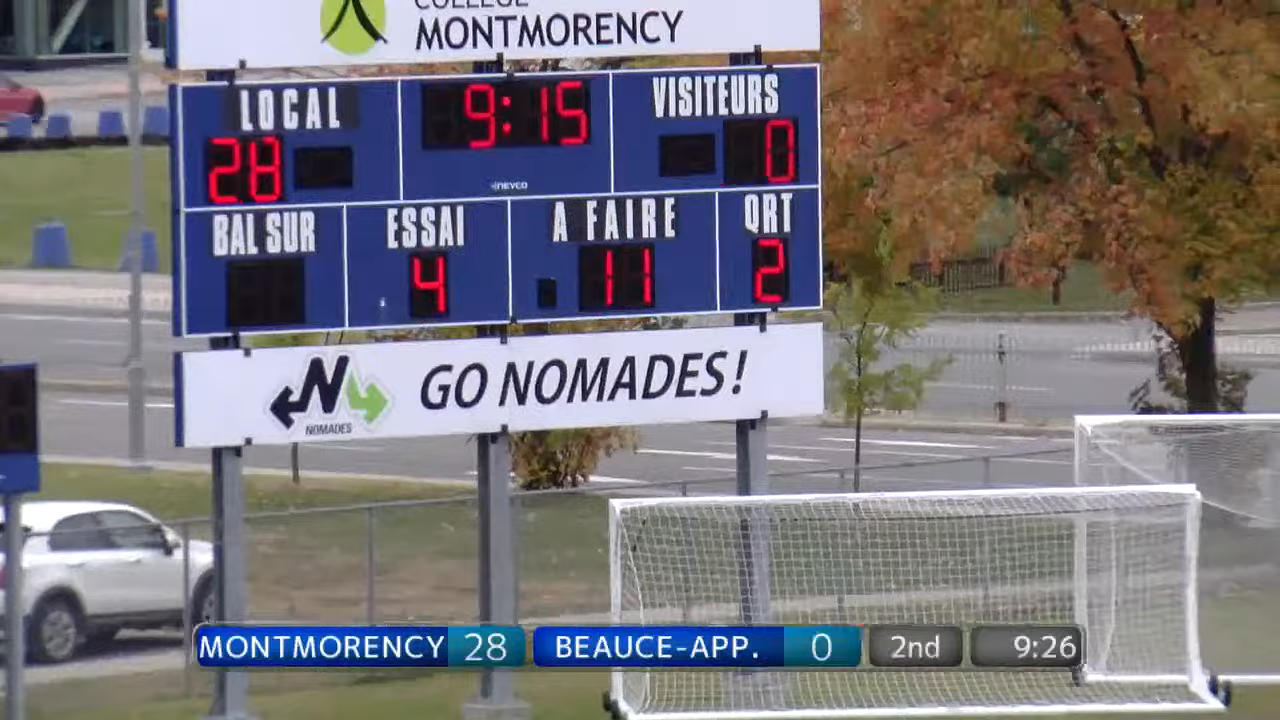 COLLÈGE
MONTMORENCY
LOCAL 9:15 VISITEURS
28 0
NEVCO
BAL SUR ESSAI A FAIRE QRT
4 11 2
N
NOMADES
GO NOMADES!
MONTMORENCY 28 BEAUCE-APP. 0 2nd 9:26